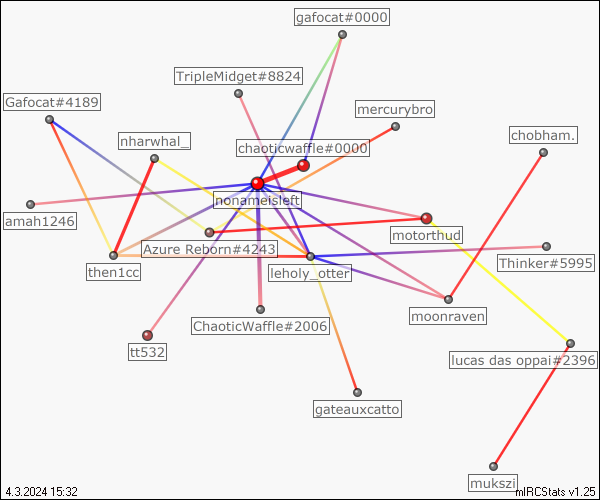 gafocat#0000
TripleMidget#8824
Gafocat#4189
mercurybro
nharwhal_
chobham.
chaoticwaffle#0000
nonameisleft
amah1246
motorthud
Azure Reborn#4243
Thinker#5995
then1cc
leholy_otter
moonraven
ChaoticWaffle#2006
tt532
lucas das oppai#2396
gateauxcatto
mukszi
4.3.2024 15:32
mIRCStats v1.25